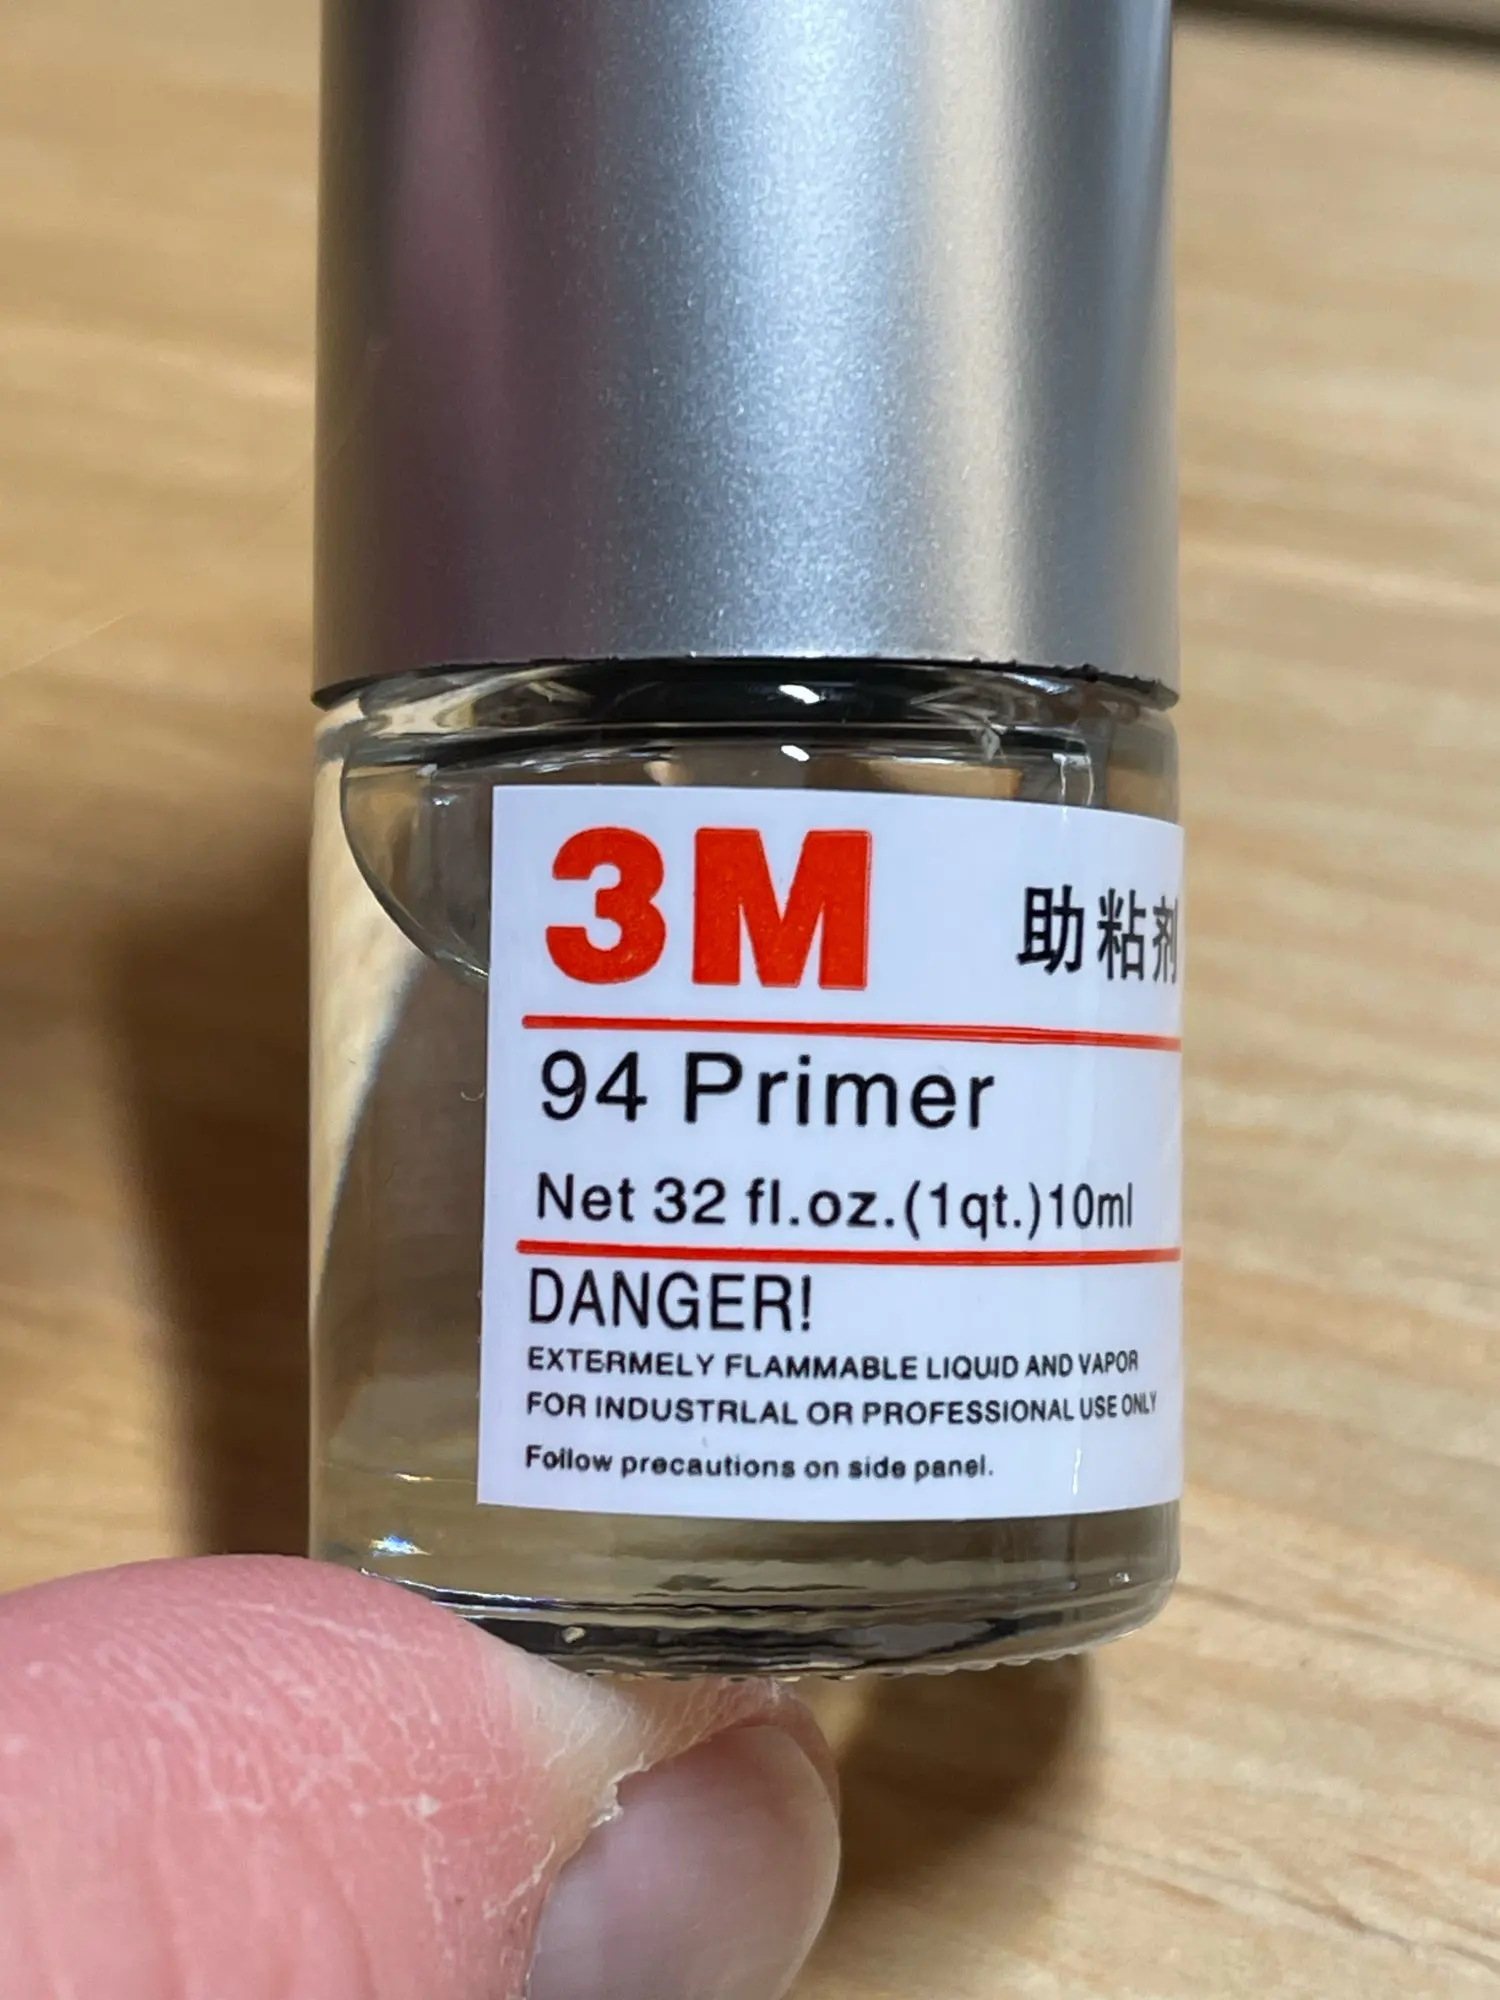 3M 助粘剂
94 Primer
Net 32 fl.oz.(1qt.)10ml
DANGER!
EXTERMELY FLAMMABLE LIQUID AND VAPOR
FOR INDUSTRLAL OR PROFESSIONAL USE ONLY
Follow precautions on side panel.